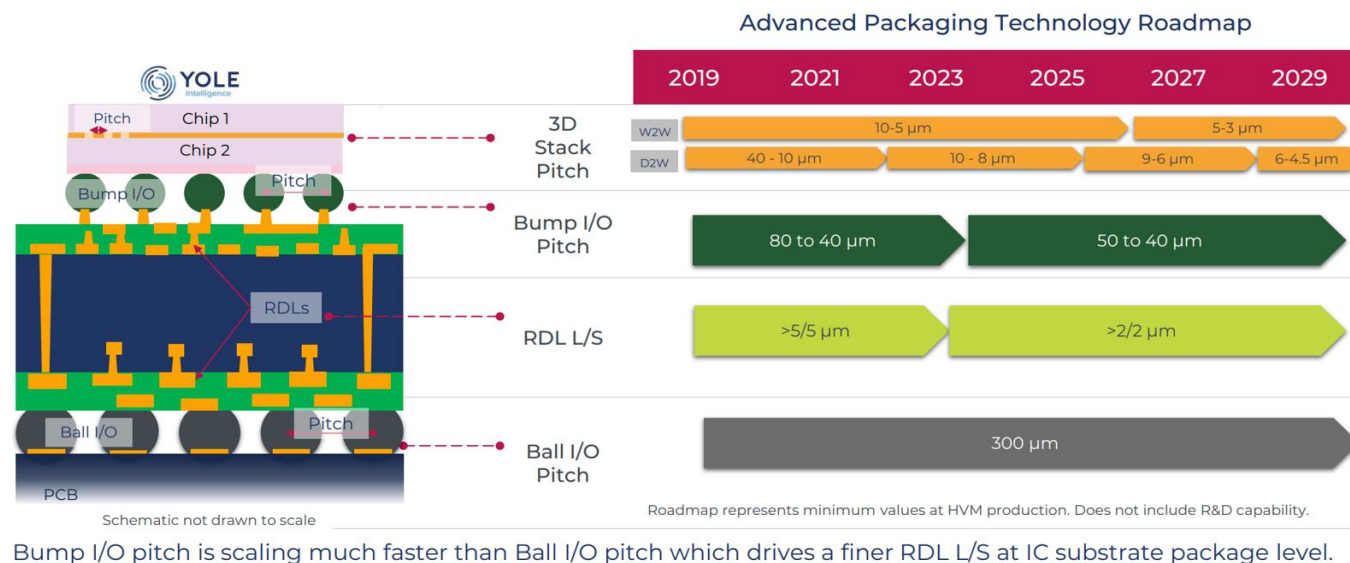 Advanced Packaging Technology Roadmap
YOLE
Intelligence
2019 2021 2023 2025 2027 2029
Pitch
Chip 1
Chip 2
3D
Stack
Pitch
W2W
10-5 µm
5-3 µm
D2W
40 - 10 µm
10 - 8 µm
9-6 µm
6-4.5 µm
Bump I/O
Pitch
Bump I/O
Pitch
80 to 40 µm
50 to 40 µm
RDLs
RDL L/S
>5/5 µm
>2/2 µm
Ball I/O
Pitch
Ball I/O
Pitch
300 µm
PCB
Schematic not drawn to scale
Roadmap represents minimum values at HVM production. Does not include R&D capability.
Bump I/O pitch is scaling much faster than Ball I/O pitch which drives a finer RDL L/S at IC substrate package level.